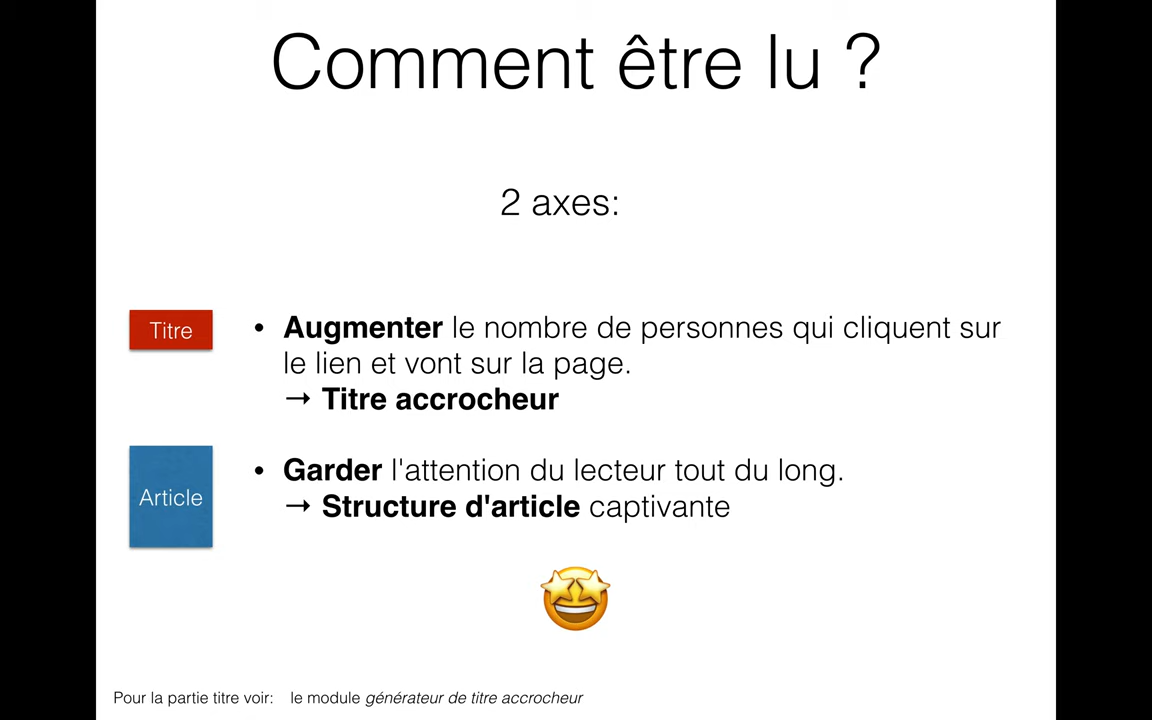 Comment être lu ?
2 axes:
Titre
• Augmenter le nombre de personnes qui cliquent sur
le lien et vont sur la page.
→ Titre accrocheur
Article
• Garder l'attention du lecteur tout du long.
→ Structure d'article captivante
Pour la partie titre voir: le module générateur de titre accrocheur